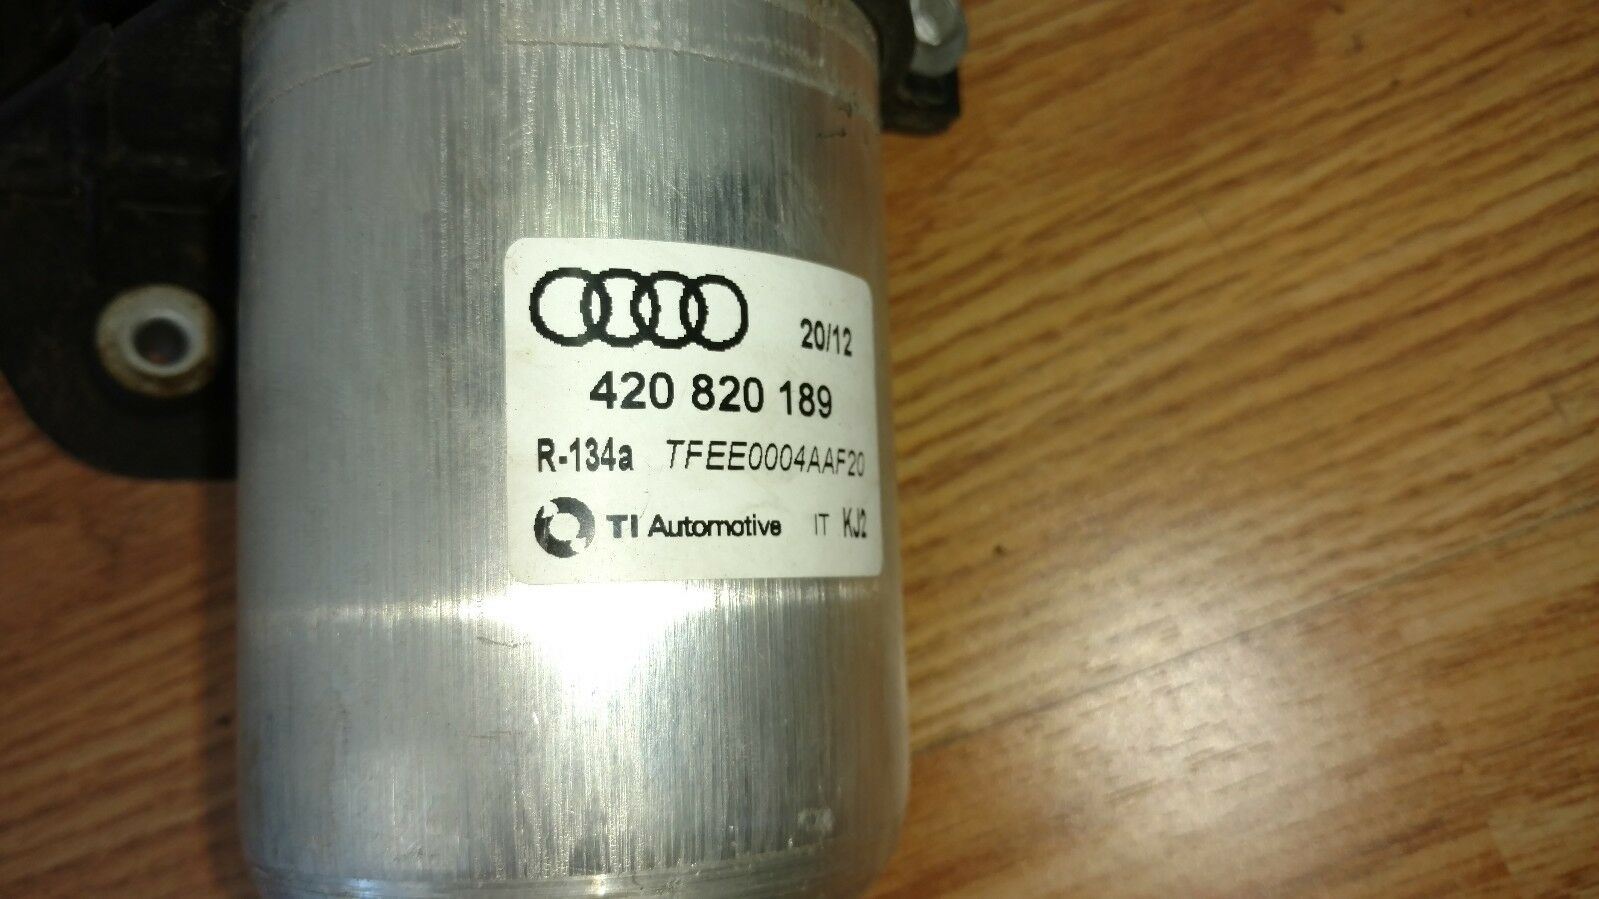 20/12
420 820 189
R-134a TFEE0004AAF20
TI Automotive IT KJ2